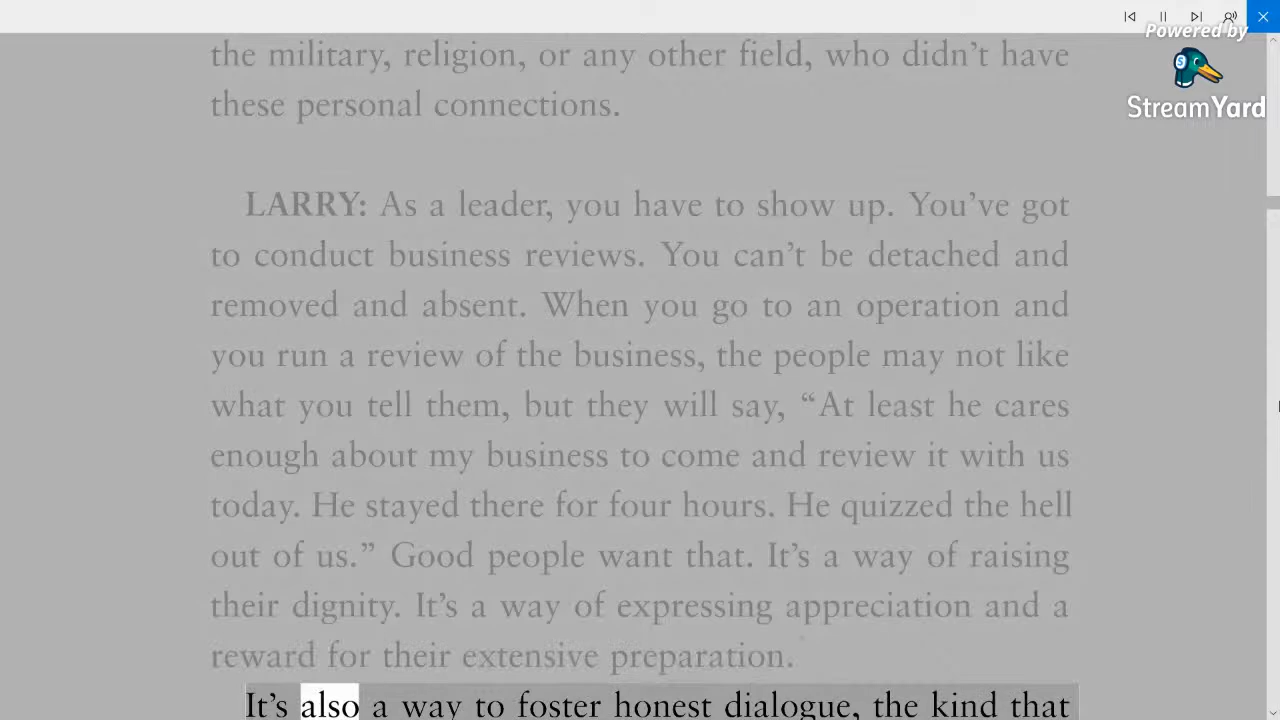 Powered by
StreamYard
the military, religion, or any other field, who didn’t have
these personal connections.
LARRY: As a leader, you have to show up. You’ve got
to conduct business reviews. You can’t be detached and
removed and absent. When you go to an operation and
you run a review of the business, the people may not like
what you tell them, but they will say, “At least he cares
enough about my business to come and review it with us
today. He stayed there for four hours. He quizzed the hell
out of us.” Good people want that. It’s a way of raising
their dignity. It’s a way of expressing appreciation and a
reward for their extensive preparation.
It’s also a way to foster honest dialogue, the kind that